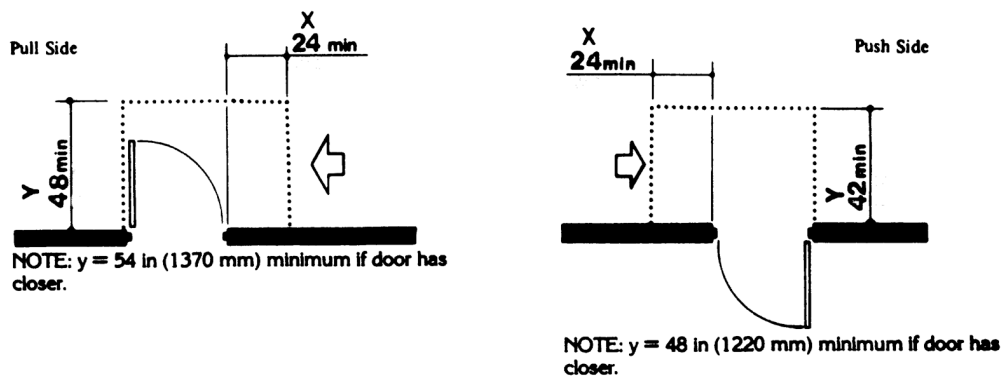 Pull Side
X
24 min
Y
48min
NOTE: y = 54 in (1370 mm) minimum if door has
closer.
X
24min
Push Side
Y
42min
NOTE: y = 48 in (1220 mm) minimum if door has
closer.